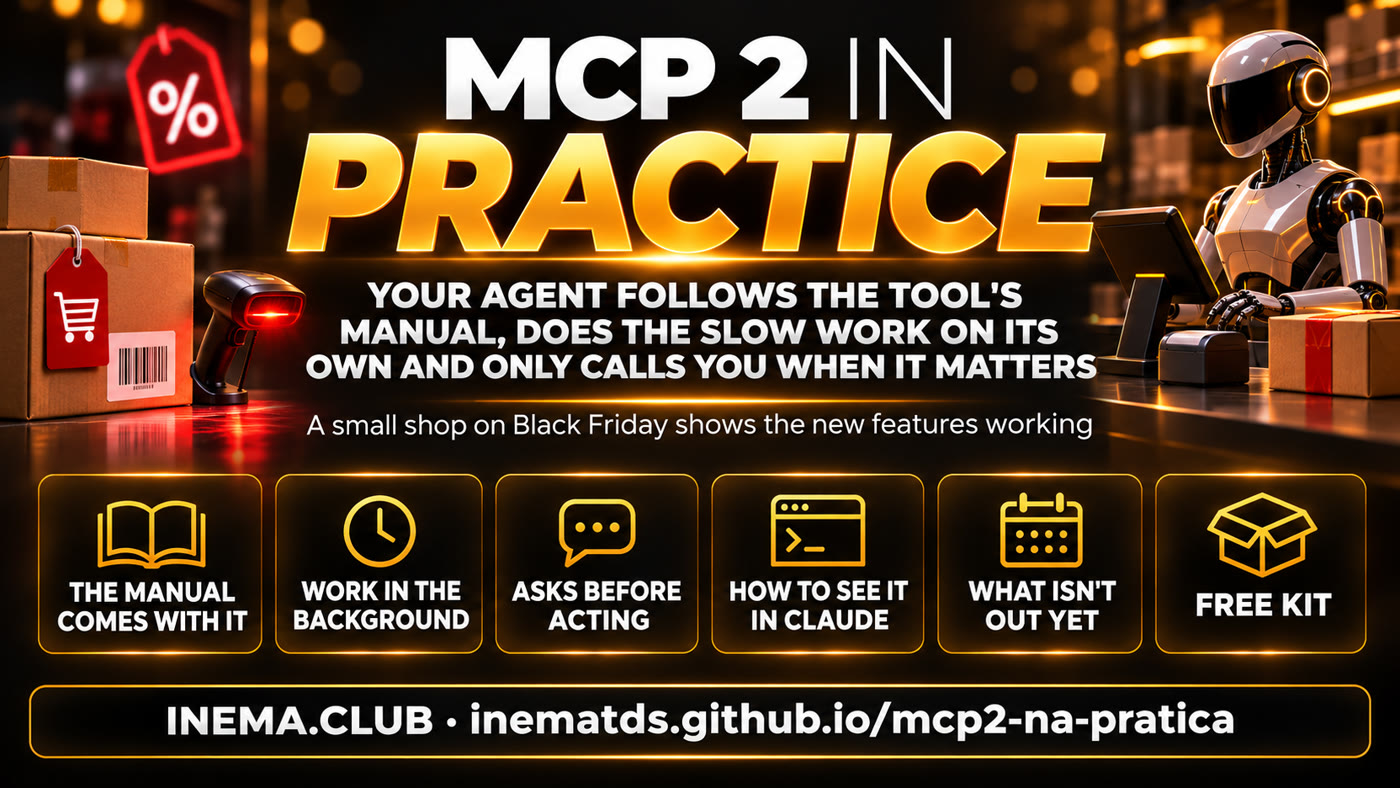 %
MCP 2 IN
PRACTICE
YOUR AGENT FOLLOWS THE TOOL'S
MANUAL, DOES THE SLOW WORK ON ITS
OWN AND ONLY CALLS YOU WHEN IT MATTERS
A small shop on Black Friday shows the new features working
THE MANUAL
COMES WITH IT
WORK IN THE
BACKGROUND
ASKS BEFORE
ACTING
HOW TO SEE IT
IN CLAUDE
WHAT ISN'T
OUT YET
FREE KIT
INEMA.CLUB • inematds.github.io/mcp2-na-pratica